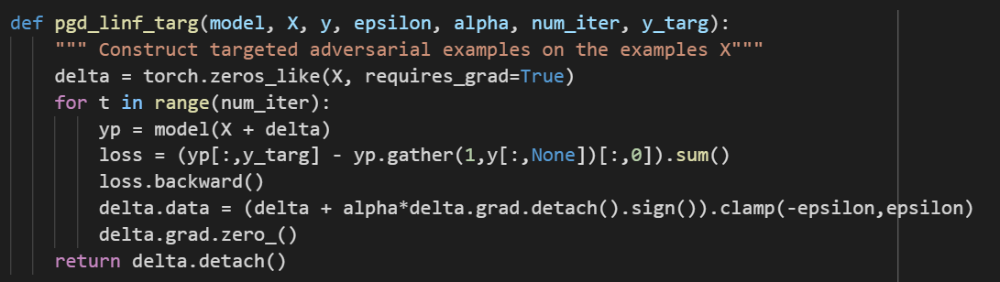 def pgd_linf_targ(model, X, y, epsilon, alpha, num_iter, y_targ):
    """ Construct targeted adversarial examples on the examples X"""
    delta = torch.zeros_like(X, requires_grad=True)
    for t in range(num_iter):
        yp = model(X + delta)
        loss = (yp[:,y_targ] - yp.gather(1,y[:,None])[:,0]).sum()
        loss.backward()
        delta.data = (delta + alpha*delta.grad.detach().sign()).clamp(-epsilon,epsilon)
        delta.grad.zero_()
    return delta.detach()